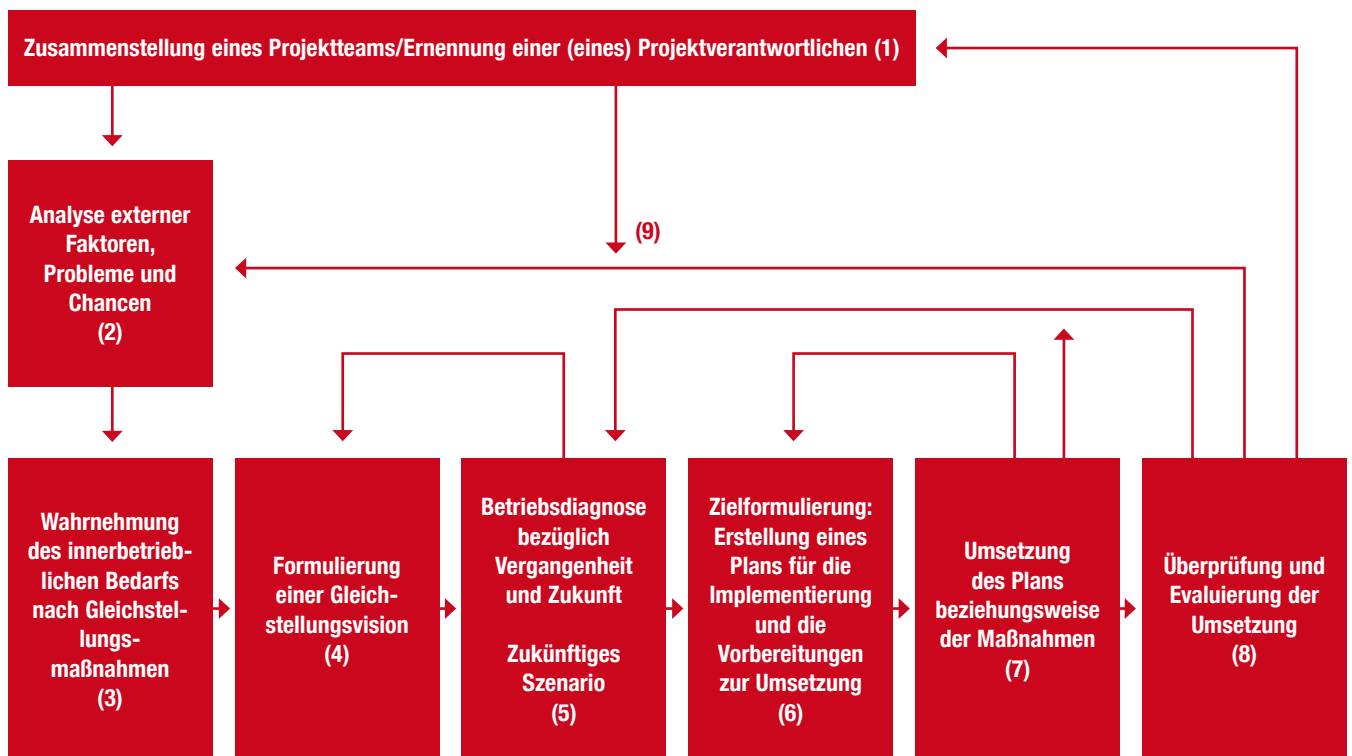 Zusammenstellung eines Projektteams/Ernennung einer (eines) Projektverantwortlichen (1)
Analyse externer
Faktoren,
Probleme und
Chancen
(2)
(9)
Wahrnehmung
des innerbetrieb-
lichen Bedarfs
nach Gleichstel-
lungs-
maßnahmen
(3)
Formulierung
einer Gleich-
stellungsvision
(4)
Betriebsdiagnose
bezüglich
Vergangenheit
und Zukunft
Zukünftiges
Szenario
(5)
Zielformulierung:
Erstellung eines
Plans für die
Implementierung
und die
Vorbereitungen
zur Umsetzung
(6)
Umsetzung
des Plans
beziehungsweise
der Maßnahmen
(7)
Überprüfung und
Evaluierung der
Umsetzung
(8)